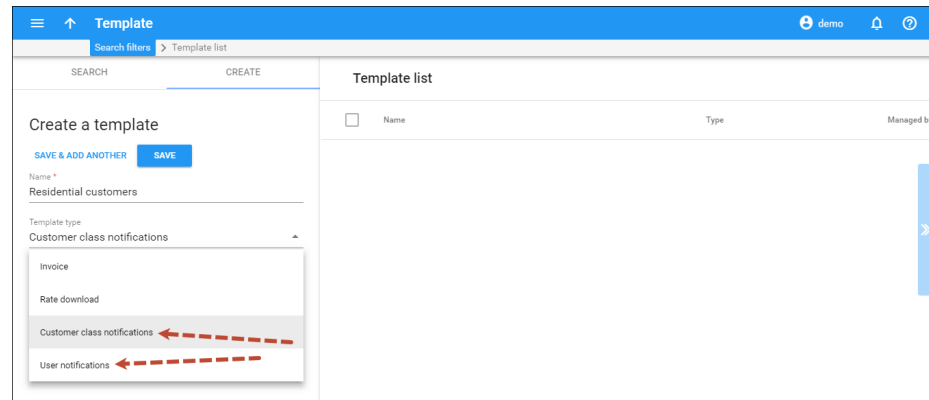 Template
demo
Search filters > Template list
SEARCH
CREATE
Template list
Create a template
SAVE & ADD ANOTHER
SAVE
Name *
Residential customers
Template type
Customer class notifications
Invoice
Rate download
Customer class notifications
User notifications
Name
Type
Managed b